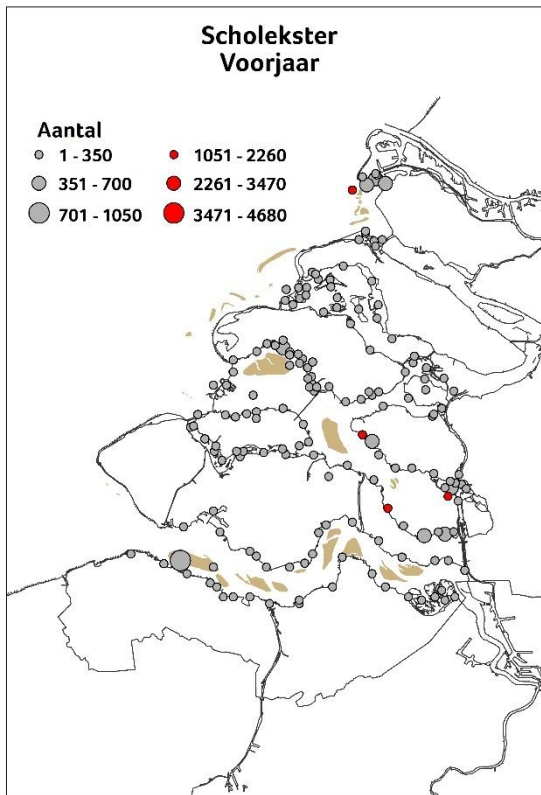 Scholekster
Voorjaar
Aantal
1 - 350
351 - 700
701 - 1050
1051 - 2260
2261 - 3470
3471 - 4680